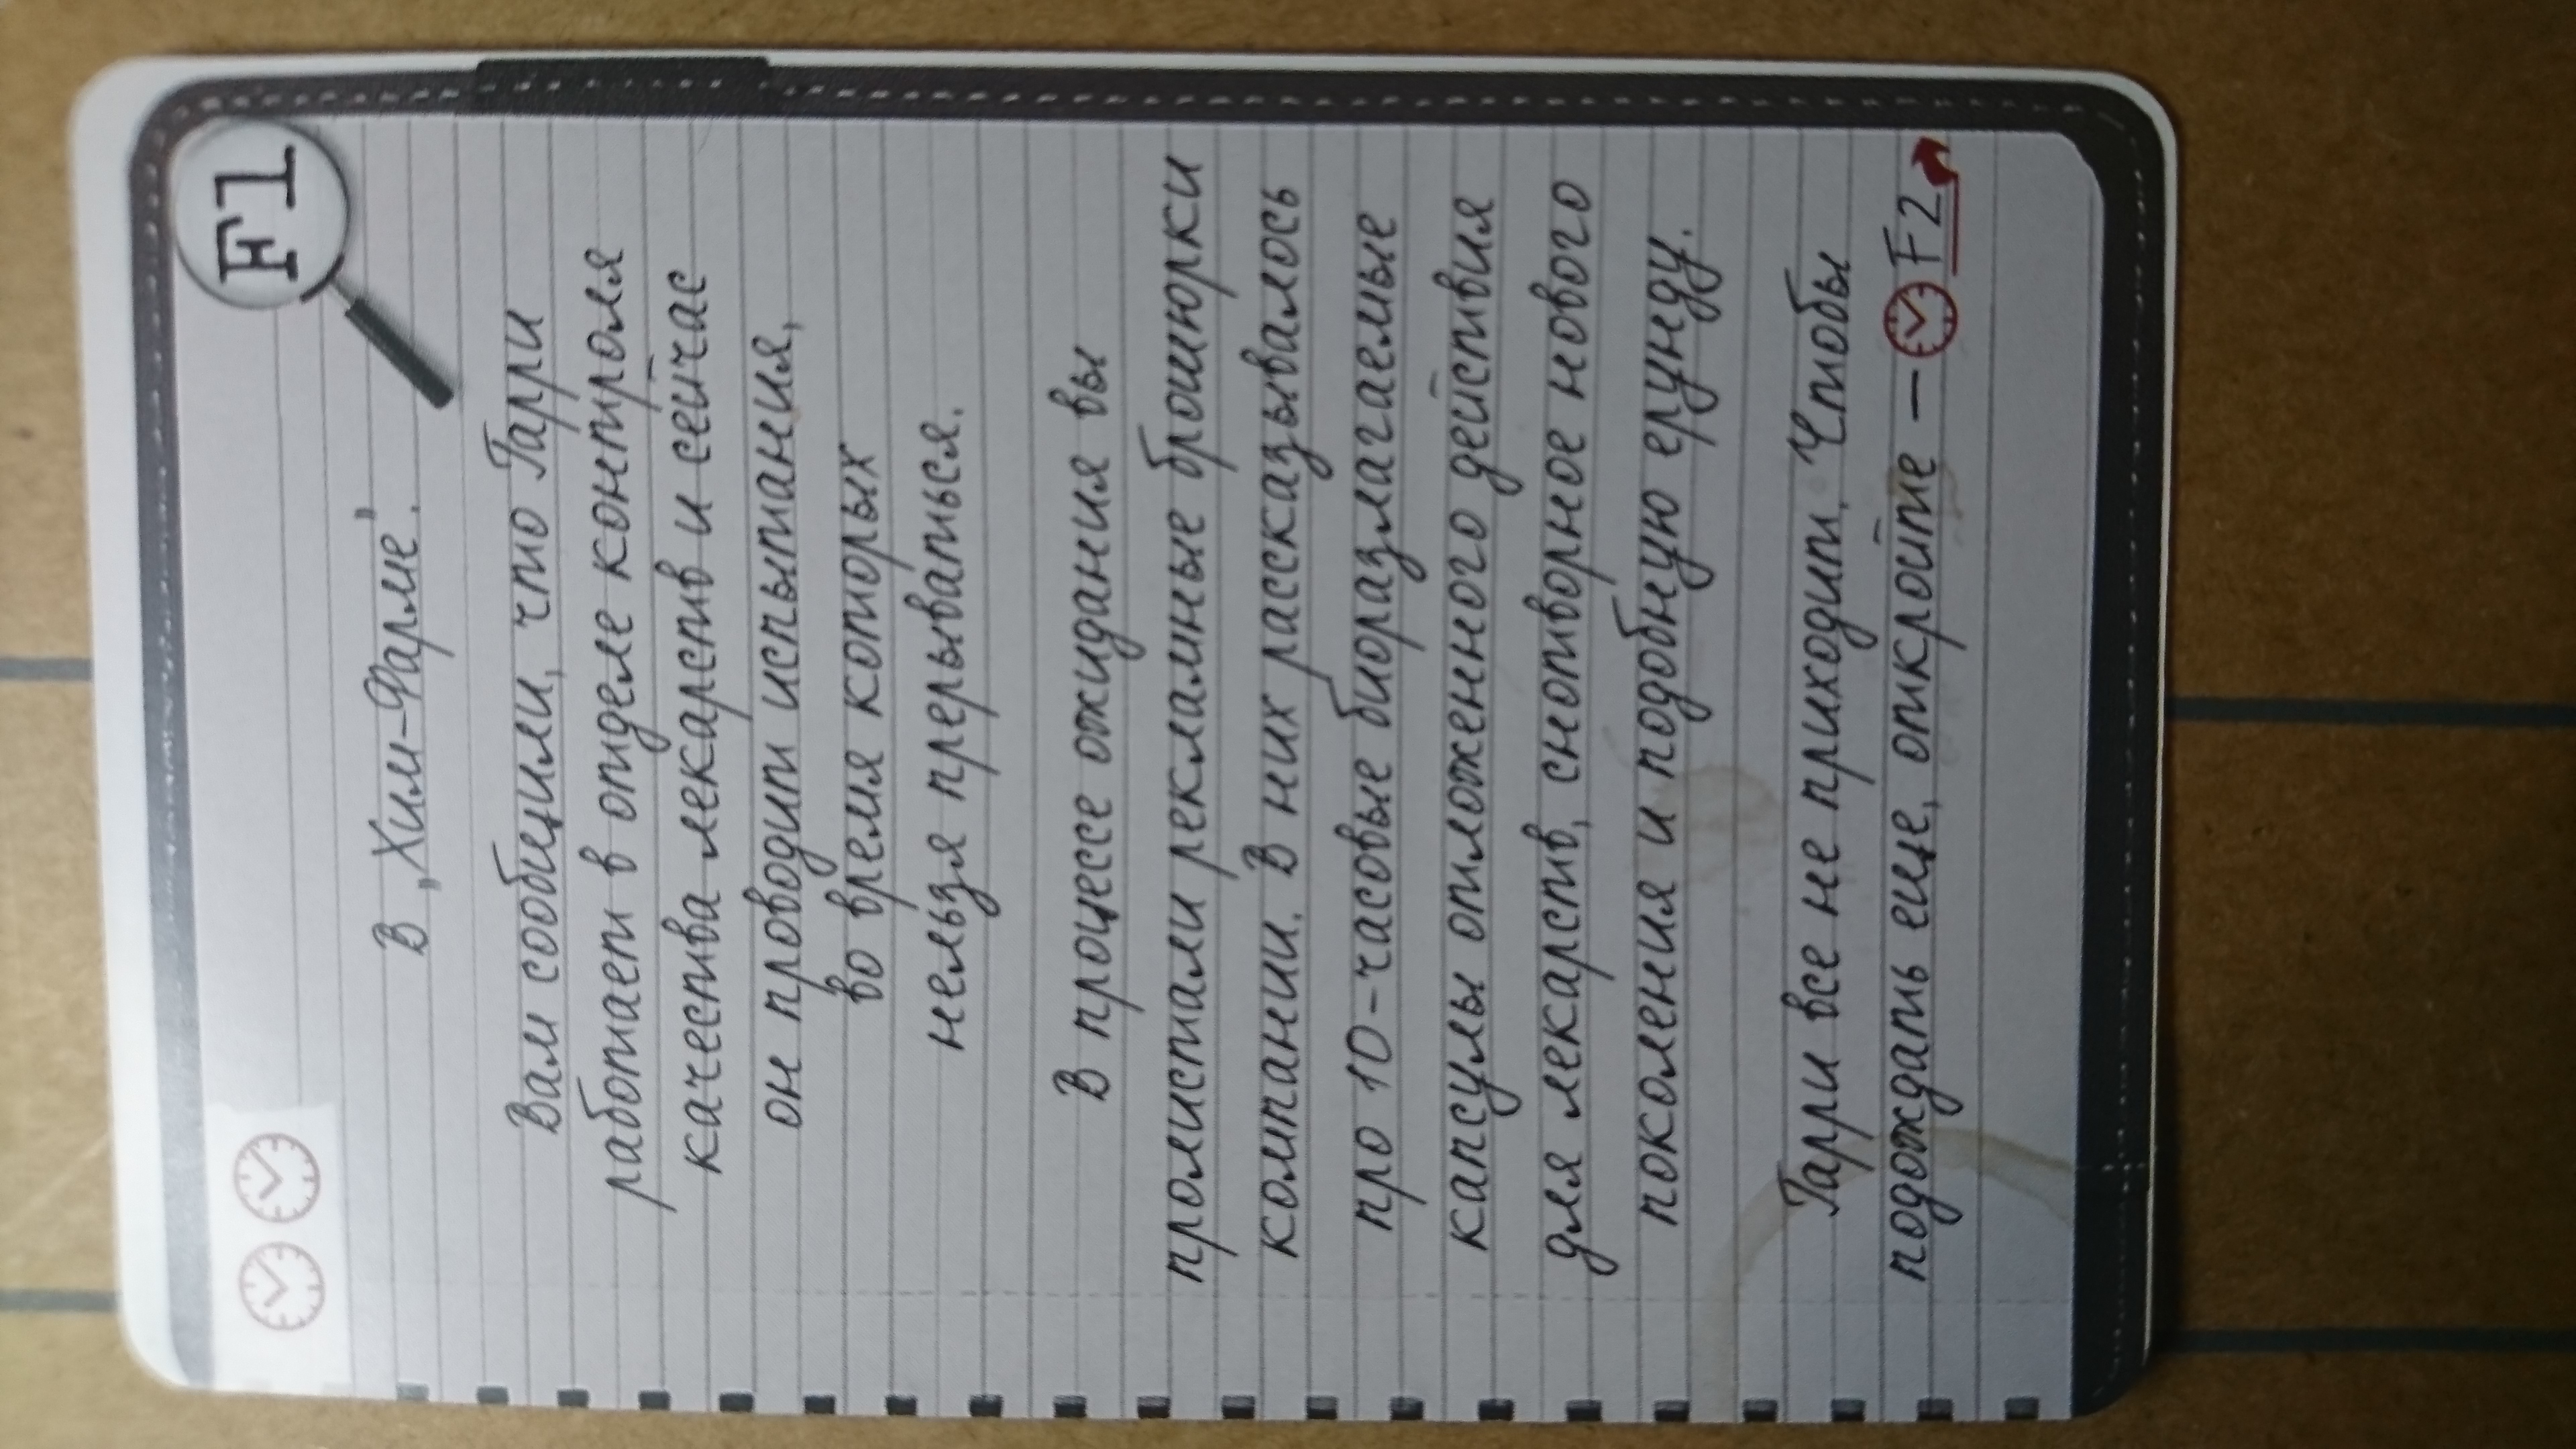 F1
В „Хим-Фарме".
Вам сообщили, что Гарри
работает в отделе контроля
качества лекарств и сейчас
он проводит испытания,
во время которых
нельзя прерываться.
В процессе ожидания вы
пролистали рекламные брошюрки
компании. В них рассказывалось
про 10-часовые биоразлагаемые
капсулы отложенного действия
для лекарств, снотворное нового
поколения и подобную ерунду.
Гарри все не приходит. Чтобы
подождать еще, откройте — F2